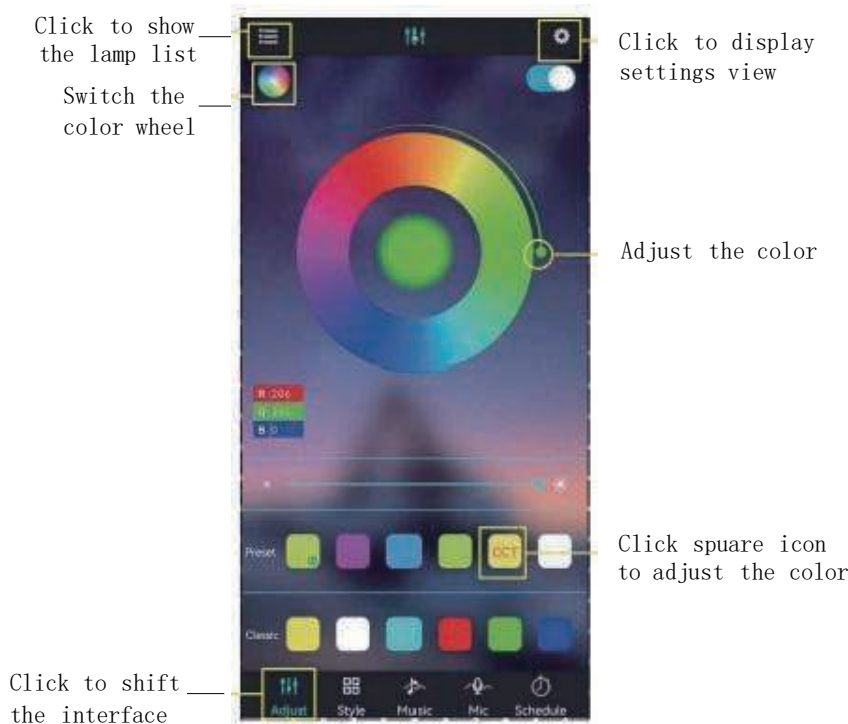 Click to show
the lamp list
Click to display
settings view
Switch the
color wheel
Adjust the color
R 206
B 0
Preset
CCT
Click spuare icon
to adjust the color
Classic
Click to shift
the interface
Adjust
Style
Music
Mic
Schedule